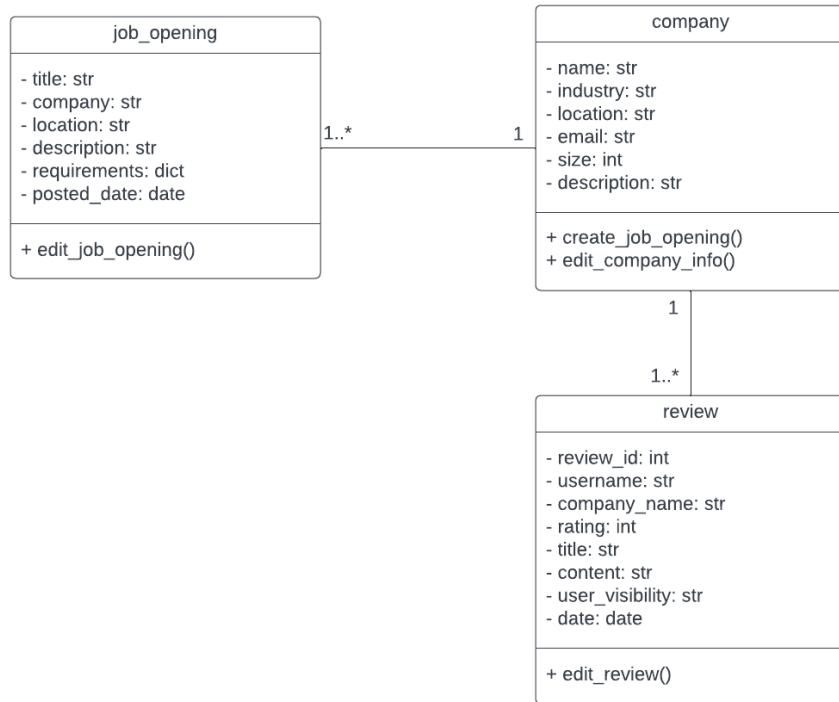 job_opening
- title: str
- company: str
- location: str
- description: str
- requirements: dict
- posted_date: date
+ edit_job_opening()
1..*
1
company
- name: str
- industry: str
- location: str
- email: str
- size: int
- description: str
+ create_job_opening()
+ edit_company_info()
1
1..*
review
- review_id: int
- username: str
- company_name: str
- rating: int
- title: str
- content: str
- user_visibility: str
- date: date
+ edit_review()